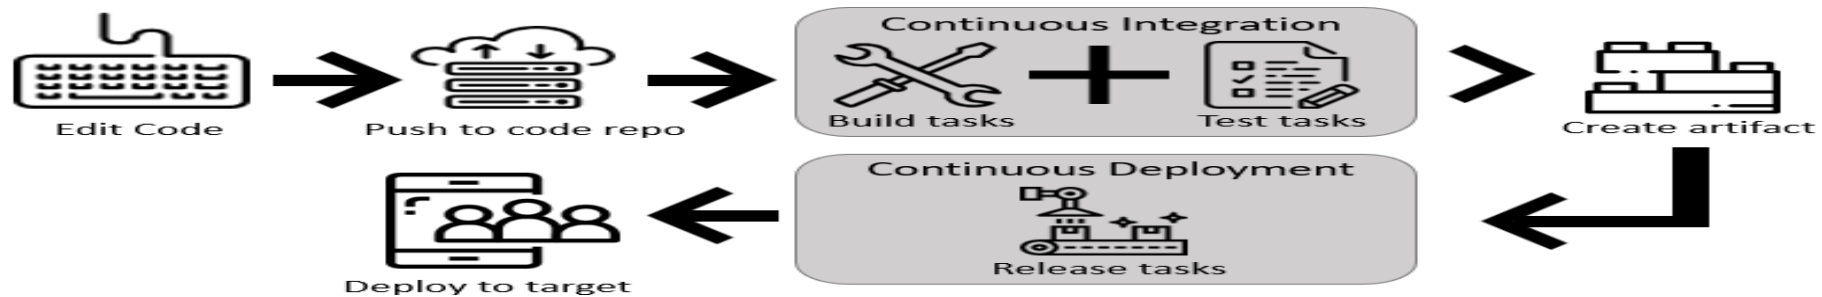 Continuous Integration
Edit Code
Push to code repo
Build tasks
Test tasks
Create artifact
Continuous Deployment
Release tasks
Deploy to target